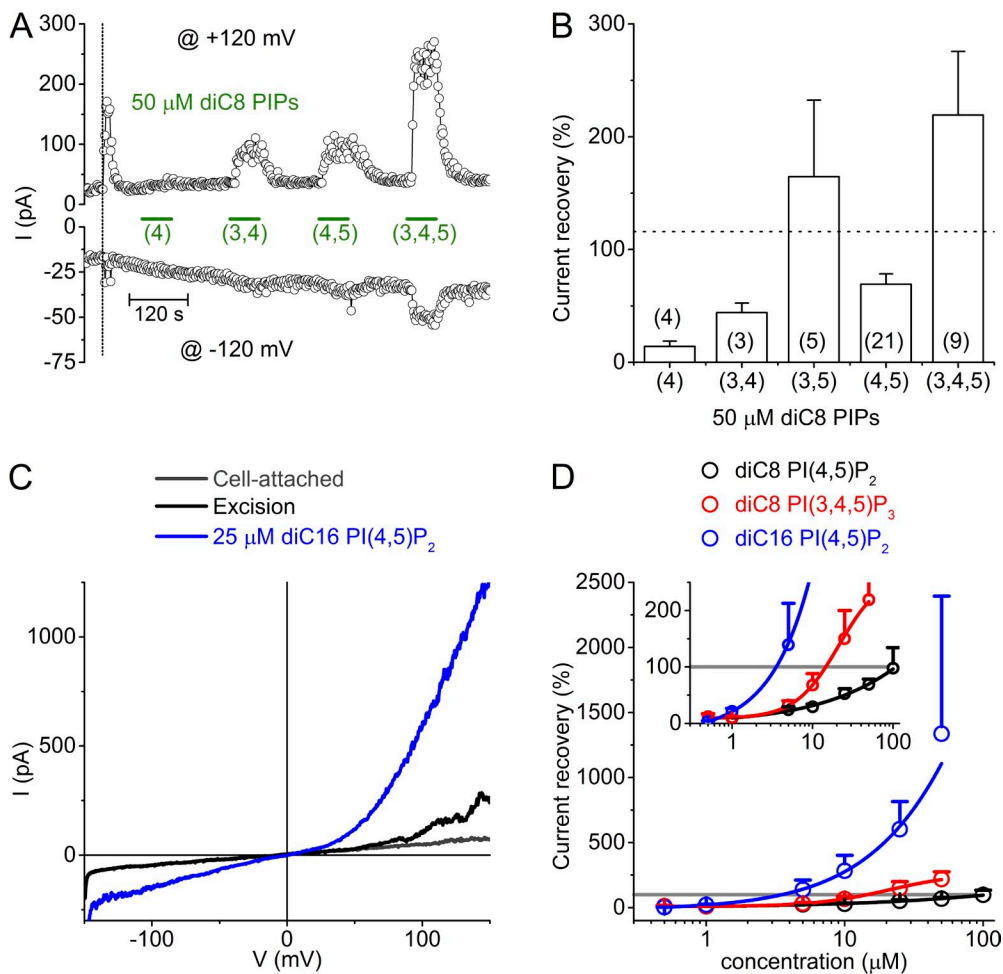 A
@ +120 mV
50 μM diC8 PIPs
I (pA)
300
200
100
0
0
-25
-50
-75
(4)
(3,4)
(4,5)
(3,4,5)
120 s
@ -120 mV
B
Current recovery (%)
300
200
100
0
(4)
(3)
(5)
(21)
(9)
(4)
(3,4)
(3,5)
(4,5)
(3,4,5)
50 μM diC8 PIPs
C
Cell-attached
Excision
25 μM diC16 PI(4,5)P2
I (pA)
1000
500
0
-100
0
100
V (mV)
D
diC8 PI(4,5)P2
diC8 PI(3,4,5)P3
diC16 PI(4,5)P2
Current recovery (%)
2500
2250
2000
1750
1500
1250
1000
750
500
250
0
200
100
0
1
10
100
1
10
100
concentration (μM)